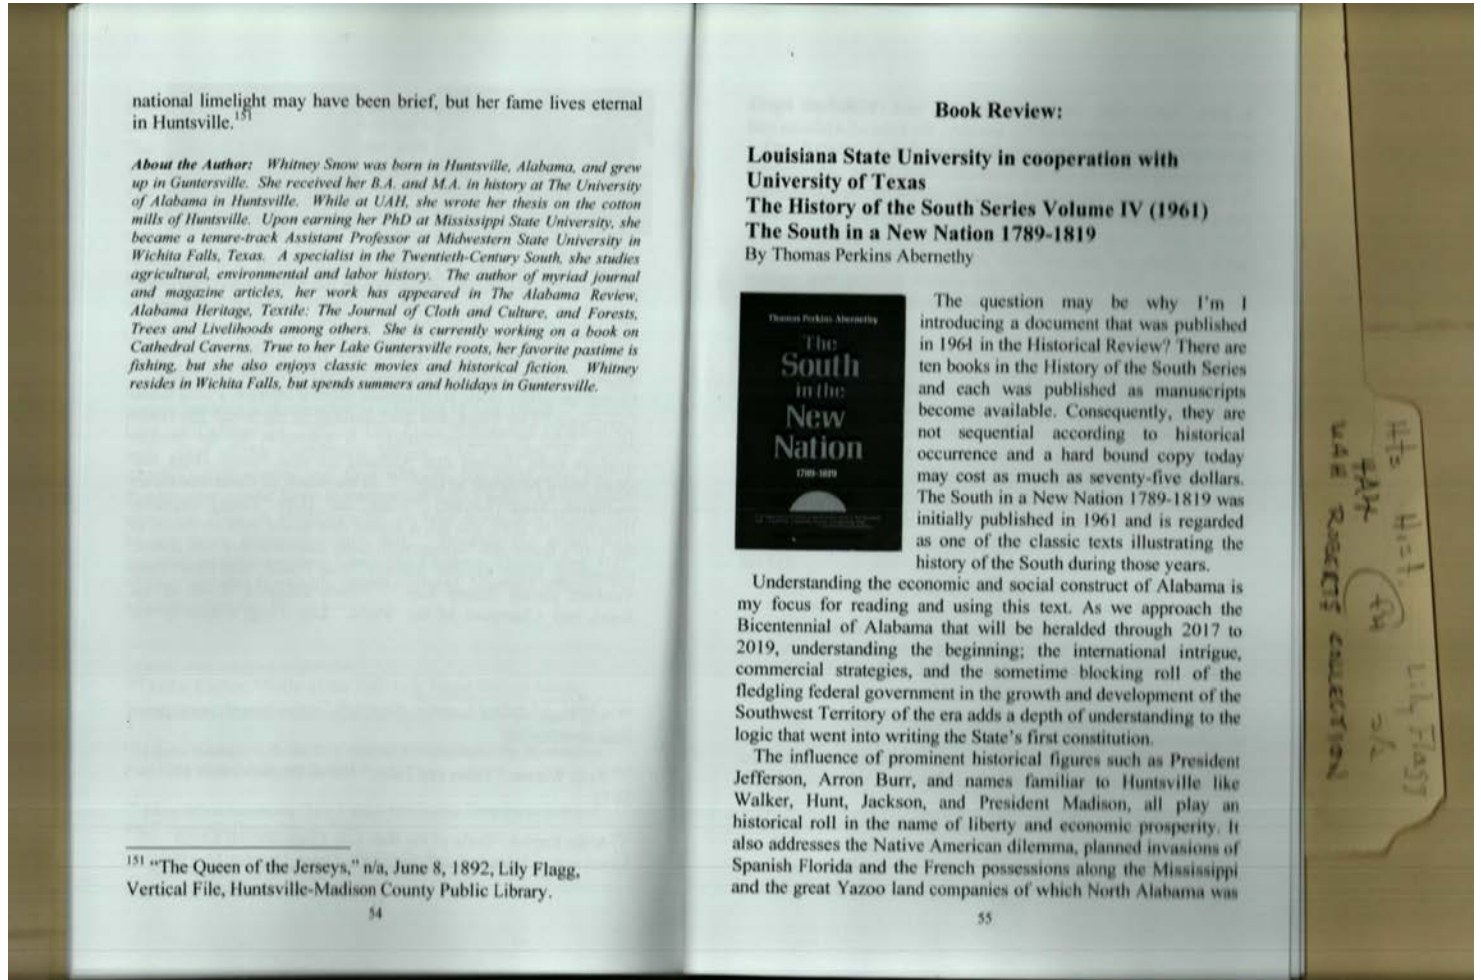 national limelight may have been brief, but her fame lives eternal
in Huntsville.151
About the Author: Whitney Snow was born in Huntsville, Alabama, and grew
up in Guntersville. She received her B.A. and M.A. in history at The University
of Alabama in Huntsville. While at UAH, she wrote her thesis on the cotton
mills of Huntsville. Upon earning her PhD at Mississippi State University, she
became a tenure-track Assistant Professor at Midwestern State University in
Wichita Falls, Texas. A specialist in the Twentieth-Century South, she studies
agricultural, environmental and labor history. The author of myriad journal
and magazine articles, her work has appeared in The Alabama Review,
Alabama Heritage, Textile: The Journal of Cloth and Culture, and Forests,
Trees and Livelihoods among others. She is currently working on a book on
Cathedral Caverns. True to her Lake Guntersville roots, her favorite pastime is
fishing, but she also enjoys classic movies and historical fiction. Whitney
resides in Wichita Falls, but spends summers and holidays in Guntersville.
151 “The Queen of the Jerseys,” n/a, June 8, 1892, Lily Flagg,
Vertical File, Huntsville-Madison County Public Library.
54
Book Review:
Louisiana State University in cooperation with
University of Texas
The History of the South Series Volume IV (1961)
The South in a New Nation 1789-1819
By Thomas Perkins Abernethy
Thomas Perkins Abernethy
The
South
in the
New
Nation
1789-1819
The question may be why I'm I
introducing a document that was published
in 1961 in the Historical Review? There are
ten books in the History of the South Series
and each was published as manuscripts
become available. Consequently, they are
not sequential according to historical
occurrence and a hard bound copy today
may cost as much as seventy-five dollars.
The South in a New Nation 1789-1819 was
initially published in 1961 and is regarded
as one of the classic texts illustrating the
history of the South during those years.
Understanding the economic and social construct of Alabama is
my focus for reading and using this text. As we approach the
Bicentennial of Alabama that will be heralded through 2017 to
2019, understanding the beginning; the international intrigue,
commercial strategies, and the sometime blocking roll of the
fledgling federal government in the growth and development of the
Southwest Territory of the era adds a depth of understanding to the
logic that went into writing the State's first constitution.
The influence of prominent historical figures such as President
Jefferson, Arron Burr, and names familiar to Huntsville like
Walker, Hunt, Jackson, and President Madison, all play an
historical roll in the name of liberty and economic prosperity. It
also addresses the Native American dilemma, planned invasions of
Spanish Florida and the French possessions along the Mississippi
and the great Yazoo land companies of which North Alabama was
55
Lily Flagg
UAH ROBERTS COLLECTION